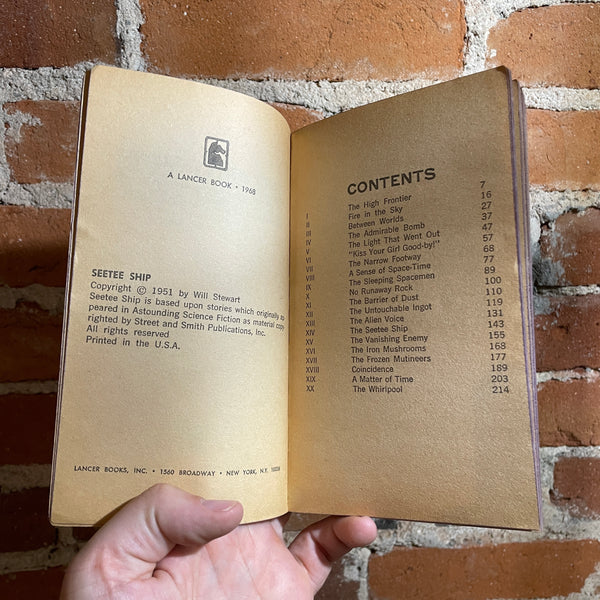 A LANCER BOOK • 1968
SEETEE SHIP
Copyright © 1951 by Will Stewart
Seetee Ship is based upon stories which originally ap-
peared in Astounding Science Fiction as material copy
righted by Street and Smith Publications, Inc.
All rights reserved
Printed in the U.S.A.
LANCER BOOKS, INC. • 1560 BROADWAY • NEW YORK, N.Y.
CONTENTS
I The High Frontier 7
II Fire in the Sky 16
III Between Worlds 27
IV The Admirable Bomb 37
V The Light That Went Out 47
VI "Kiss Your Girl Good-by!" 57
VII The Narrow Footway 68
VIII A Sense of Space-Time 77
IX The Sleeping Spacemen 89
X No Runaway Rock 100
XI The Barrier of Dust 110
XII The Untouchable Ingot 120
XIII The Alien Voice 131
XIV The Seetee Ship 143
XV The Vanishing Enemy 155
XVI The Iron Mushrooms 168
XVII The Frozen Mutineers 177
XVIII Coincidence 189
XIX A Matter of Time 203
XX The Whirlpool 214